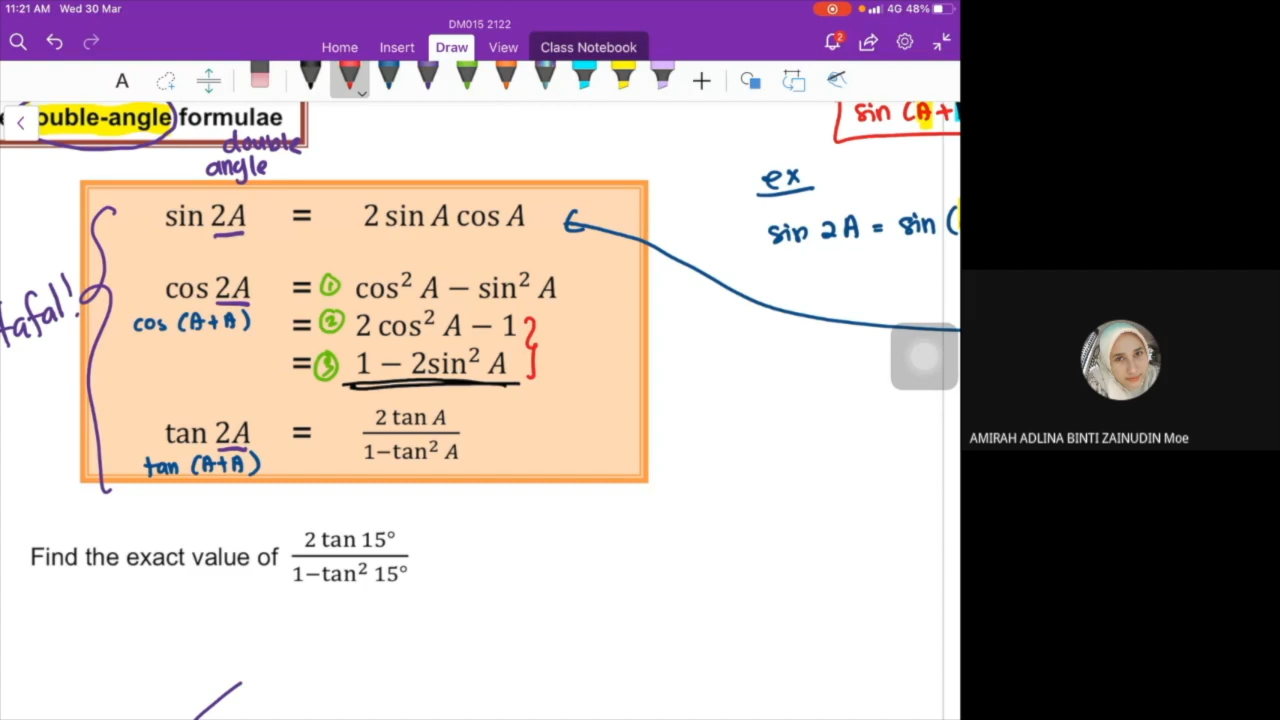 11:21 AM Wed 30 Mar
4G 48%
DM015 2122
Home Insert Draw View Class Notebook
2
A
ouble-angle formulae
double
angle
sin (A+
ex
sin 2A = sin (
sin 2A = 2 sin A cos A
cos 2A = ① cos² A − sin² A
cos (A+A) = ② 2 cos² A − 1
= ③ 1 − 2sin² A
tafal!
tan 2A = 2 tan A / 1−tan² A
tan (A+A)
Find the exact value of 2 tan 15° / 1−tan² 15°
AMIRAH ADLINA BINTI ZAINUDIN Moe